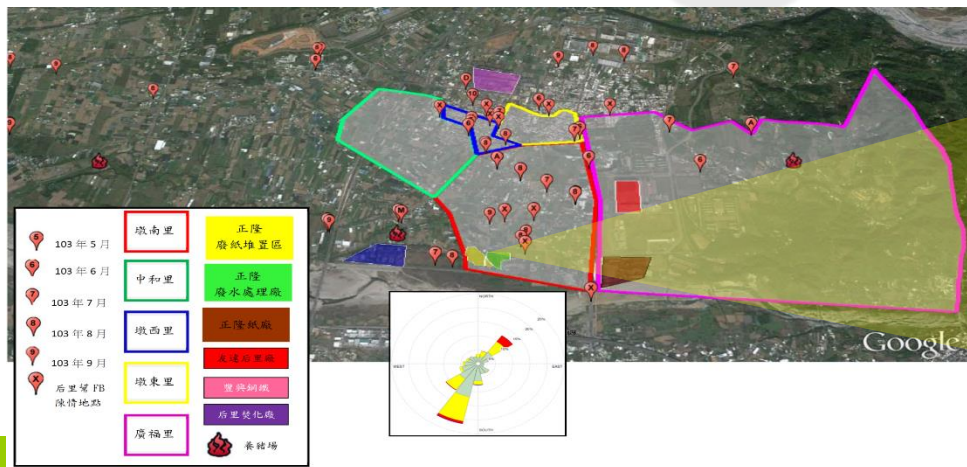 103 年 5 月
103 年 6 月
103 年 7 月
103 年 8 月
103 年 9 月
后里幫 FB
陳情地點
墩南里
中和里
墩西里
墩東里
廣福里
正隆
廢紙堆置區
正隆
廢水處理廠
正隆紙廠
友達后里廠
豐興鋼鐵
后里焚化廠
養豬場
NORTH
WEST
EAST
SOUTH
Google